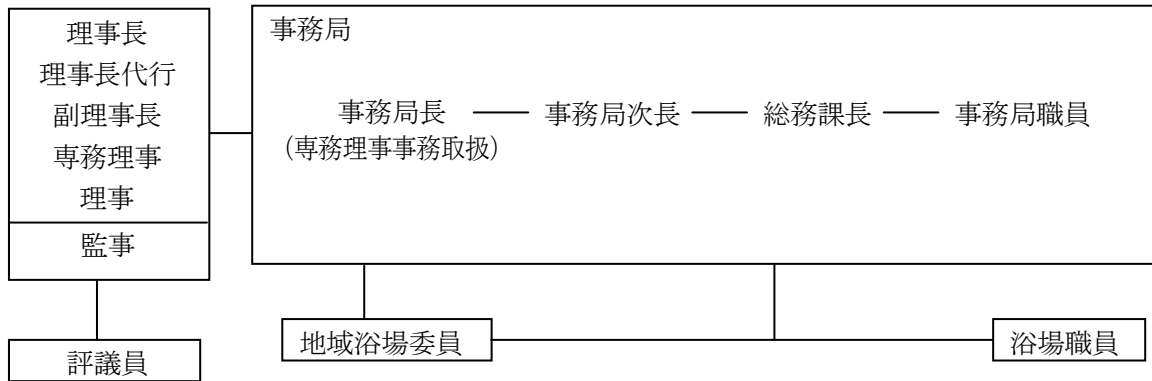 理事長
理事長代行
副理事長
専務理事
理事
監事
評議員
事務局
事務局長 事務局次長 総務課長 事務局職員
（専務理事事務取扱）
地域浴場委員 浴場職員